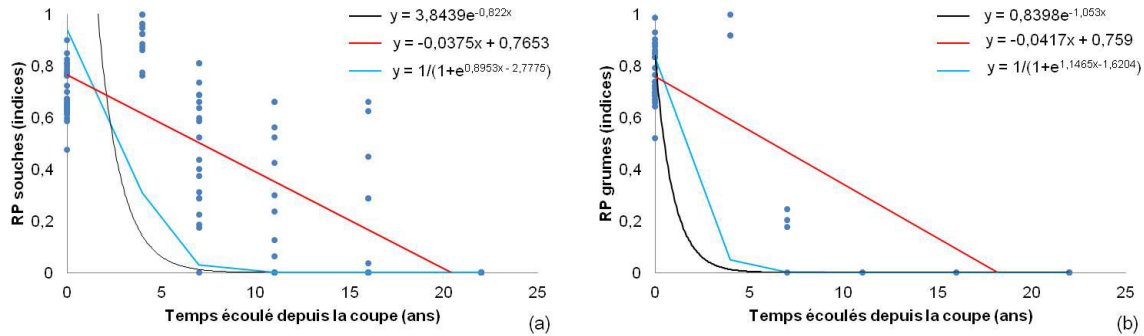 y = 3,8439e-0,822x
y = -0,0375x + 0,7653
y = 1/(1+e0,8953x - 2,7775)
1
0,8
0,6
0,4
0,2
0
RP souches (indices)
0 5 10 15 20 25
Temps écoulé depuis la coupe (ans)
(a)
y = 0,8398e-1,053x
y = -0,0417x + 0,759
y = 1/(1+e1,1465x-1,6204)
1
0,8
0,6
0,4
0,2
0
RP grumes (indices)
0 5 10 15 20 25
Temps écoulés depuis la coupe (ans)
(b)